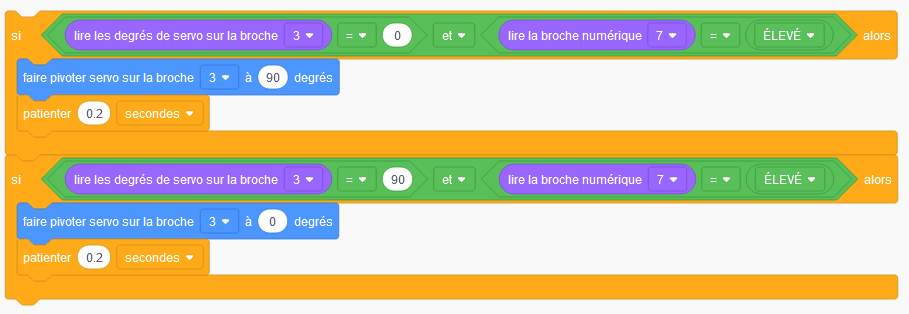 si lire les degrés de servo sur la broche 3 = 0 et lire la broche numérique 7 = ÉLEVÉ alors
faire pivoter servo sur la broche 3 à 90 degrés
patienter 0.2 secondes
si lire les degrés de servo sur la broche 3 = 90 et lire la broche numérique 7 = ÉLEVÉ alors
faire pivoter servo sur la broche 3 à 0 degrés
patienter 0.2 secondes